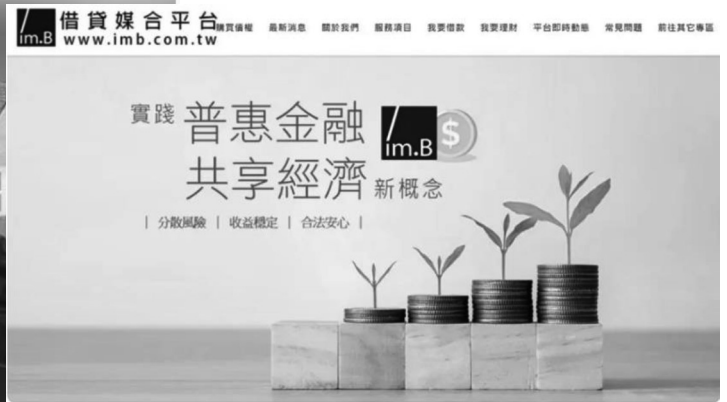 im.B 借貸媒合平台
www.imb.com.tw
購買債權 最新消息 關於我們 服務項目 我要借款 我要理財 平台即時動態 常見問題 前往其它專區
實踐 普惠金融 im.B $
共享經濟 新概念
| 分散風險 | 收益穩定 | 合法安心 |